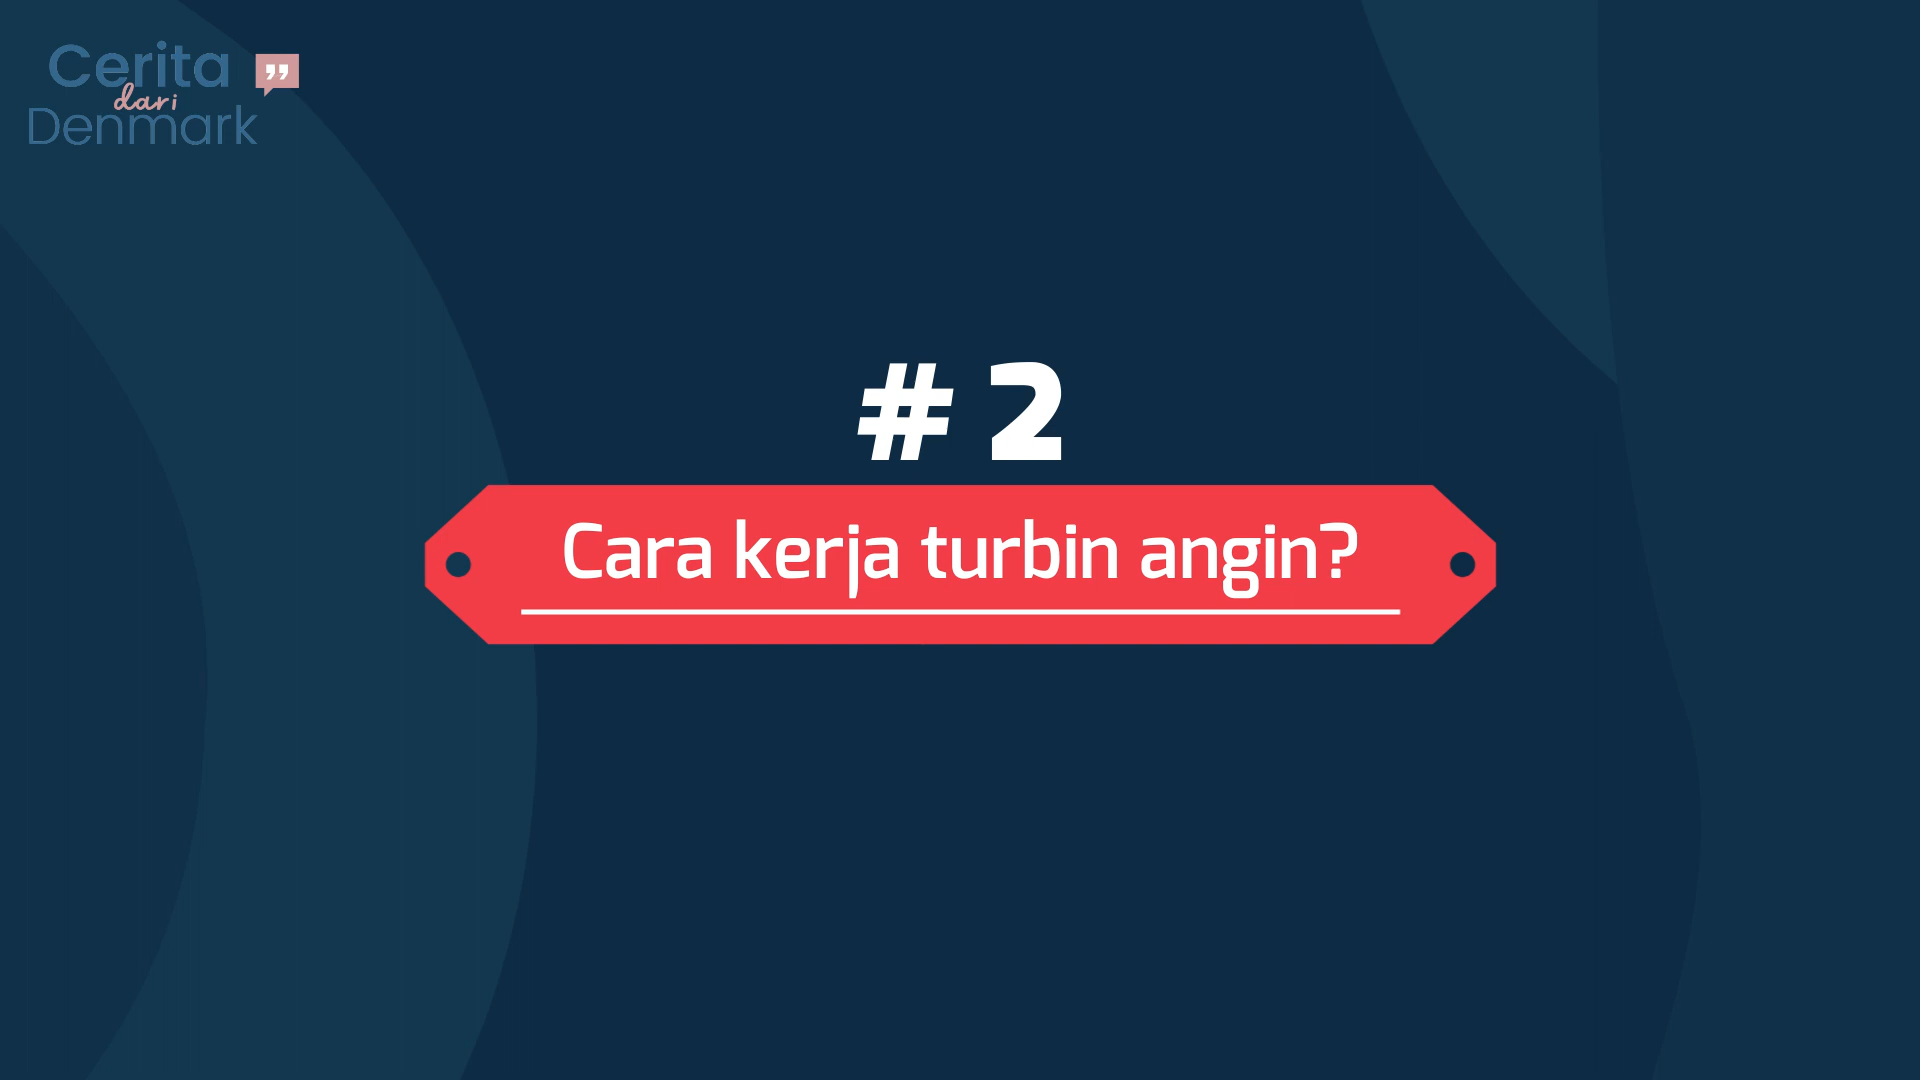 Cerita
dari
Denmark
# 2
Cara kerja turbin angin?